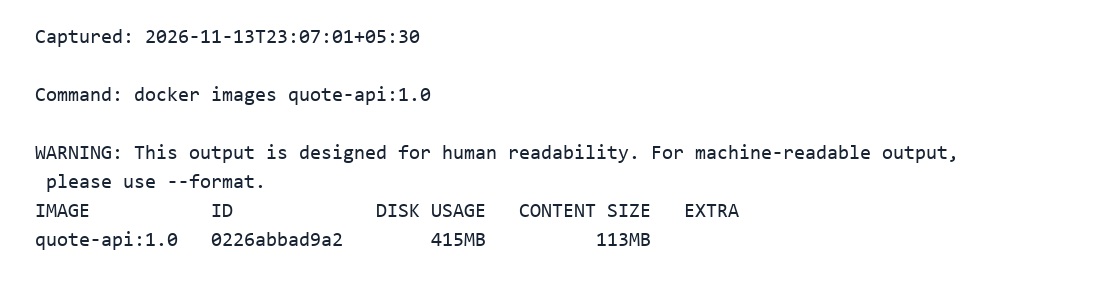 Captured: 2026-11-13T23:07:01+05:30
Command: docker images quote-api:1.0
WARNING: This output is designed for human readability. For machine-readable output,
please use --format.
IMAGE ID DISK USAGE CONTENT SIZE EXTRA
quote-api:1.0 0226abbad9a2 415MB 113MB